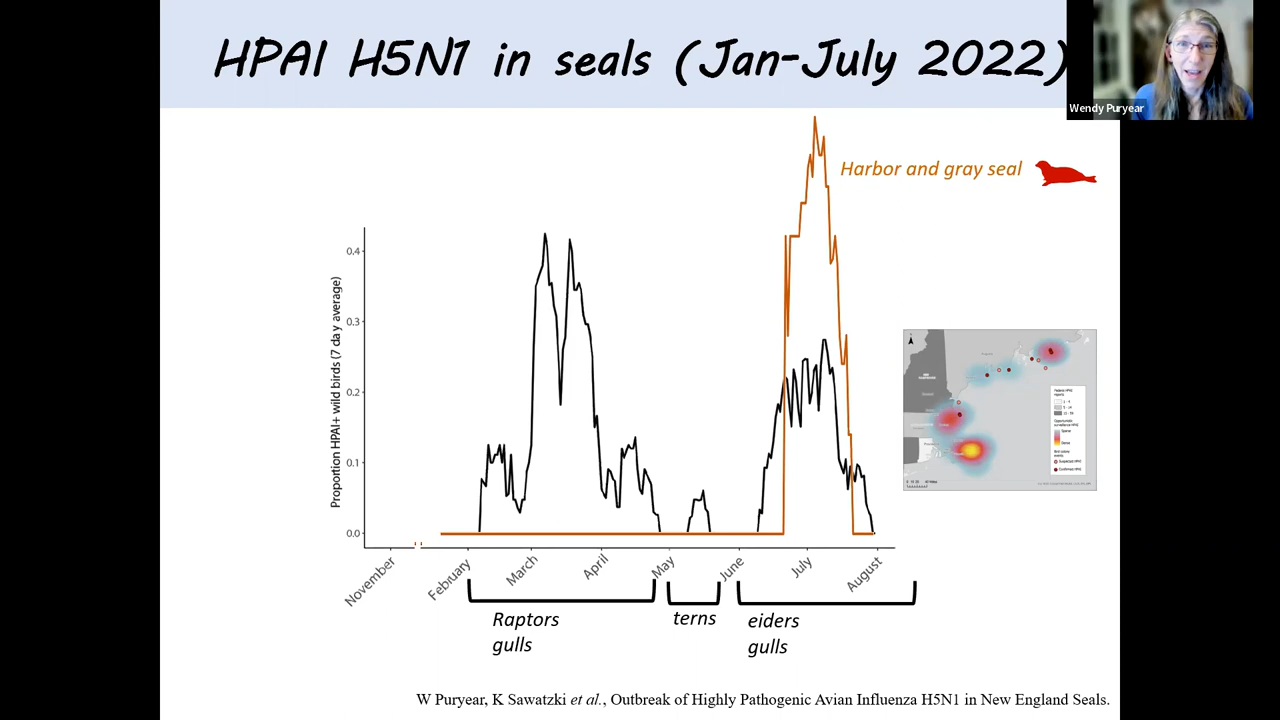 HPAI H5N1 in seals (Jan-July 2022)
Wendy Puryear
Harbor and gray seal
Proportion HPAI+ wild birds (7 day average)
0.4
0.3
0.2
0.1
0.0
November
February
March
April
May
June
July
August
Raptors
gulls
terns
eiders
gulls
W Puryear, K Sawatzki et al., Outbreak of Highly Pathogenic Avian Influenza H5N1 in New England Seals.